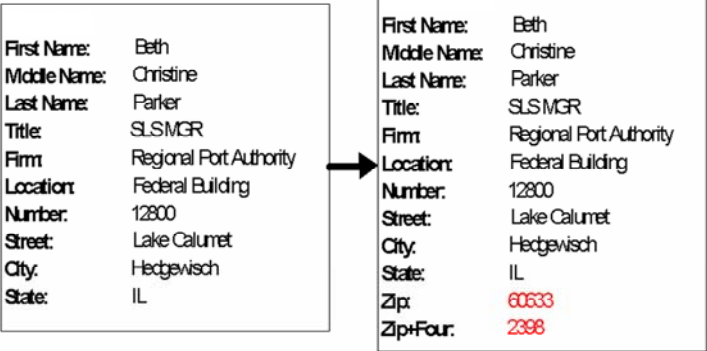 First Name: Beth
Middle Name: Christine
Last Name: Parker
Title: SLS MGR
Firm: Regional Port Authority
Location: Federal Building
Number: 12800
Street: Lake Calumet
City: Hedgewisch
State: IL
First Name: Beth
Middle Name: Christine
Last Name: Parker
Title: SLS MGR
Firm: Regional Port Authority
Location: Federal Building
Number: 12800
Street: Lake Calumet
City: Hedgewisch
State: IL
Zip: 60633
Zip+Four: 2398